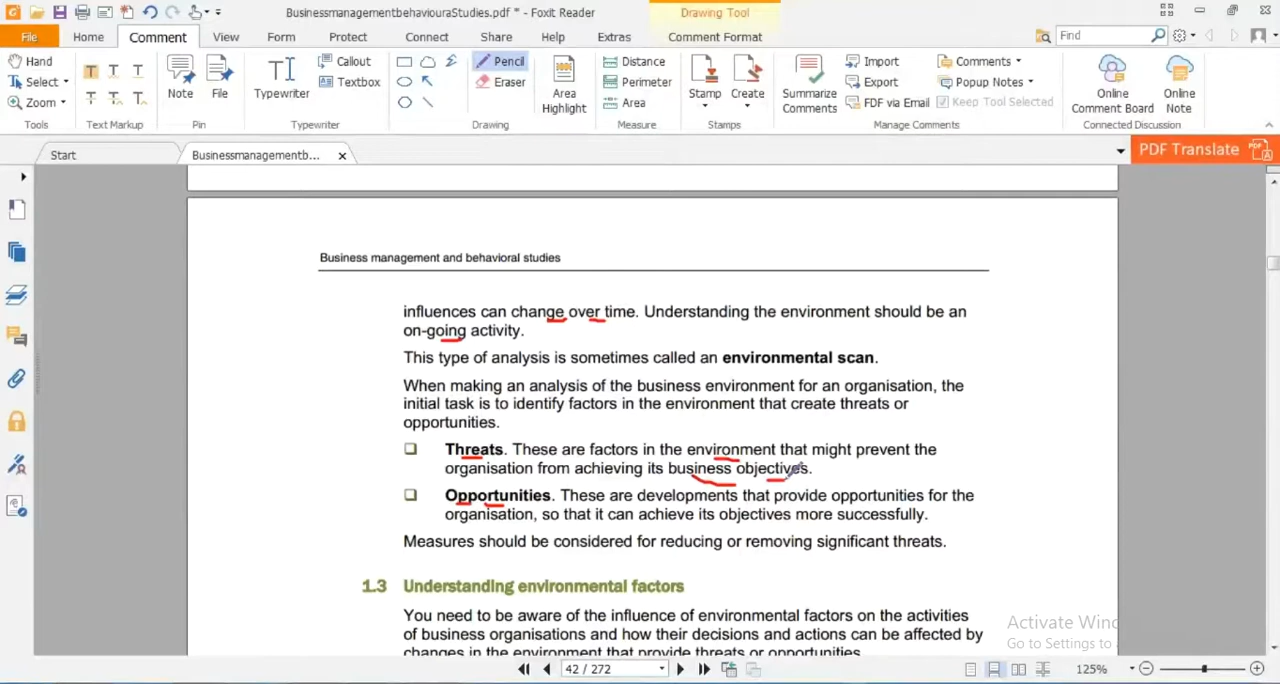 BusinessmanagementbehaviouraStudies.pdf * - Foxit Reader
Drawing Tool
File Home Comment View Form Protect Connect Share Help Extras Comment Format
Find
Hand
Select
Zoom
Tools
T T T
T T T
Text Markup
Note File
Pin
Typewriter
Callout
Textbox
Typewriter
Pencil
Eraser
Drawing
Area
Highlight
Distance
Perimeter
Area
Measure
Stamp Create
Stamps
Summarize
Comments
Import
Export
FDF via Email
Comments
Popup Notes
Keep Tool Selected
Manage Comments
Online
Comment Board
Online
Note
Connected Discussion
Start
Businessmanagementb...
PDF Translate
Business management and behavioral studies
influences can change over time. Understanding the environment should be an
on-going activity.
This type of analysis is sometimes called an environmental scan.
When making an analysis of the business environment for an organisation, the
initial task is to identify factors in the environment that create threats or
opportunities.
Threats. These are factors in the environment that might prevent the
organisation from achieving its business objectives.
Opportunities. These are developments that provide opportunities for the
organisation, so that it can achieve its objectives more successfully.
Measures should be considered for reducing or removing significant threats.
1.3 Understanding environmental factors
You need to be aware of the influence of environmental factors on the activities
of business organisations and how their decisions and actions can be affected by
changes in the environment that provide threats or opportunities.
Activate Wind
Go to Settings to
42 / 272
125%